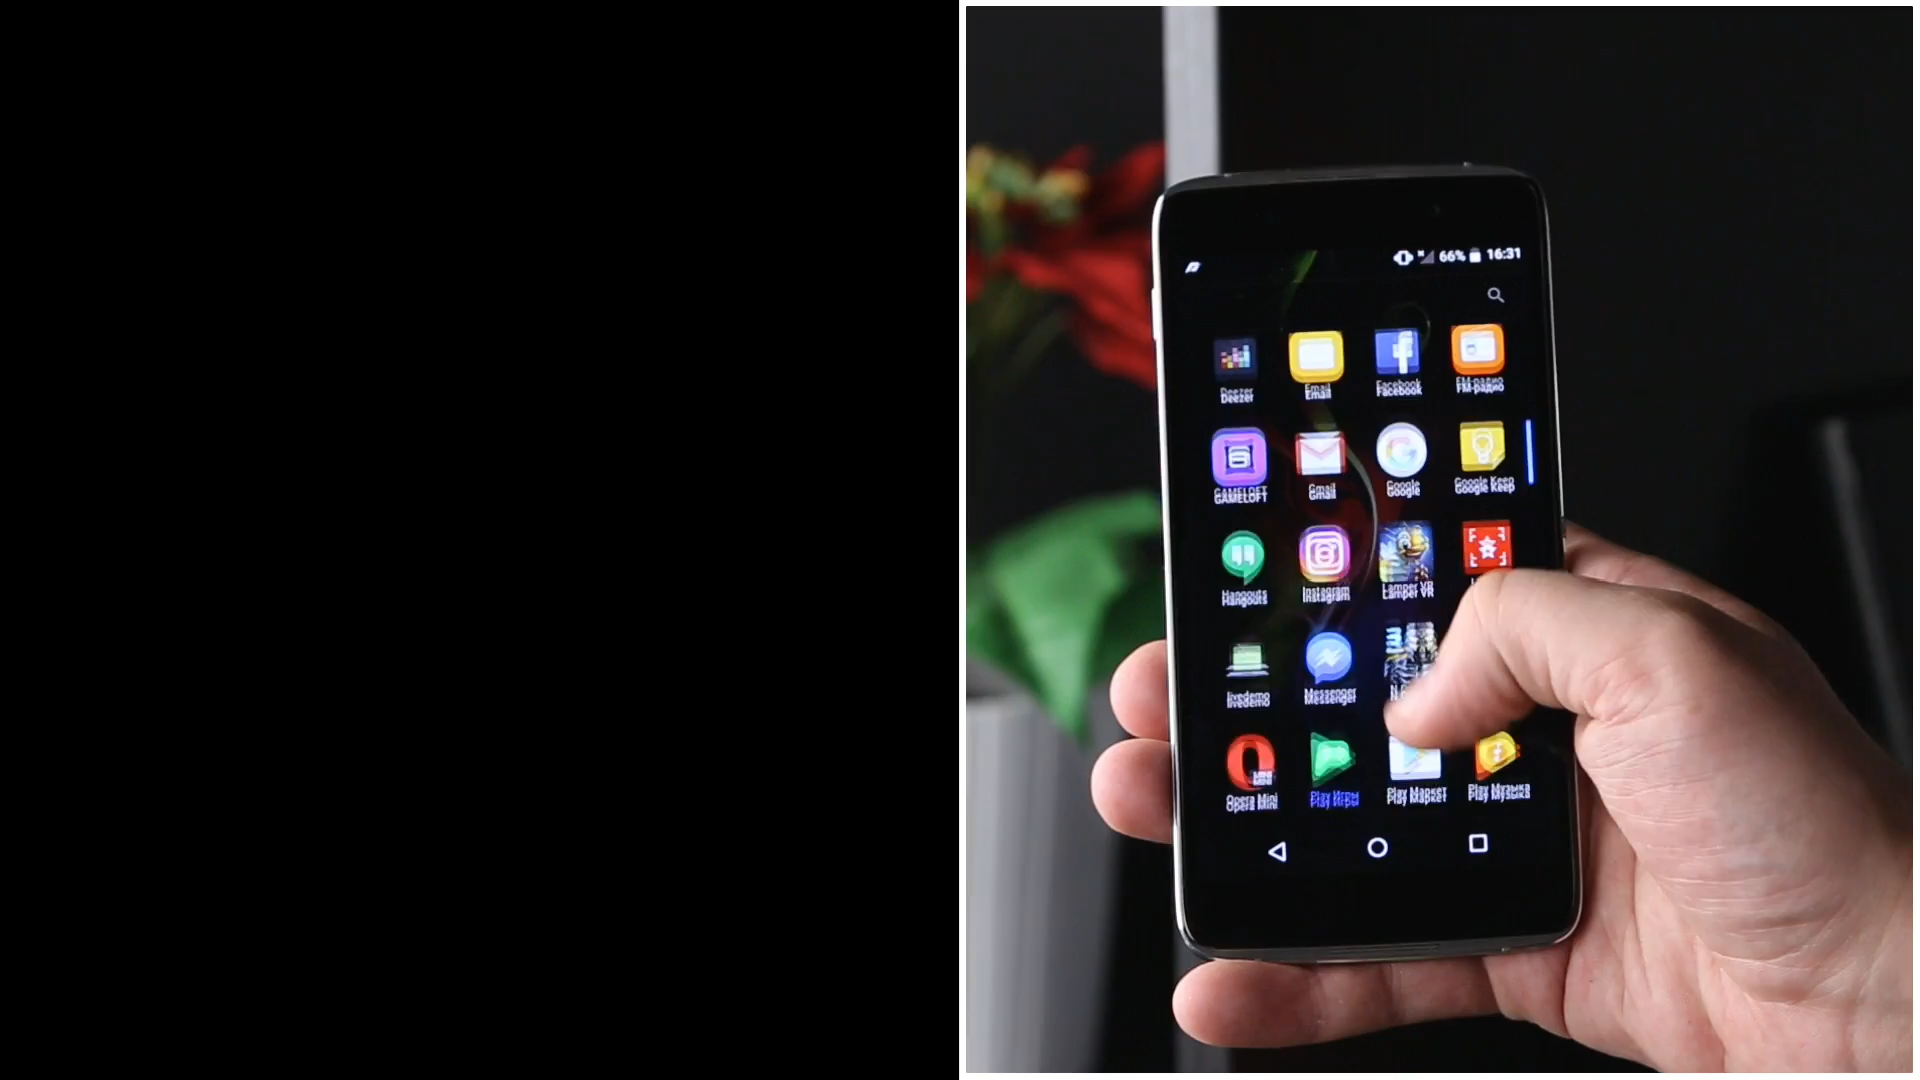 66% 16:31
Deezer Email Facebook FM-радио
GAMELOFT Gmail Google Google Keep
Hangouts Instagram Lamper VR
livedemo Messenger
Opera Mini Play Игры Play Маркет Play Музыка